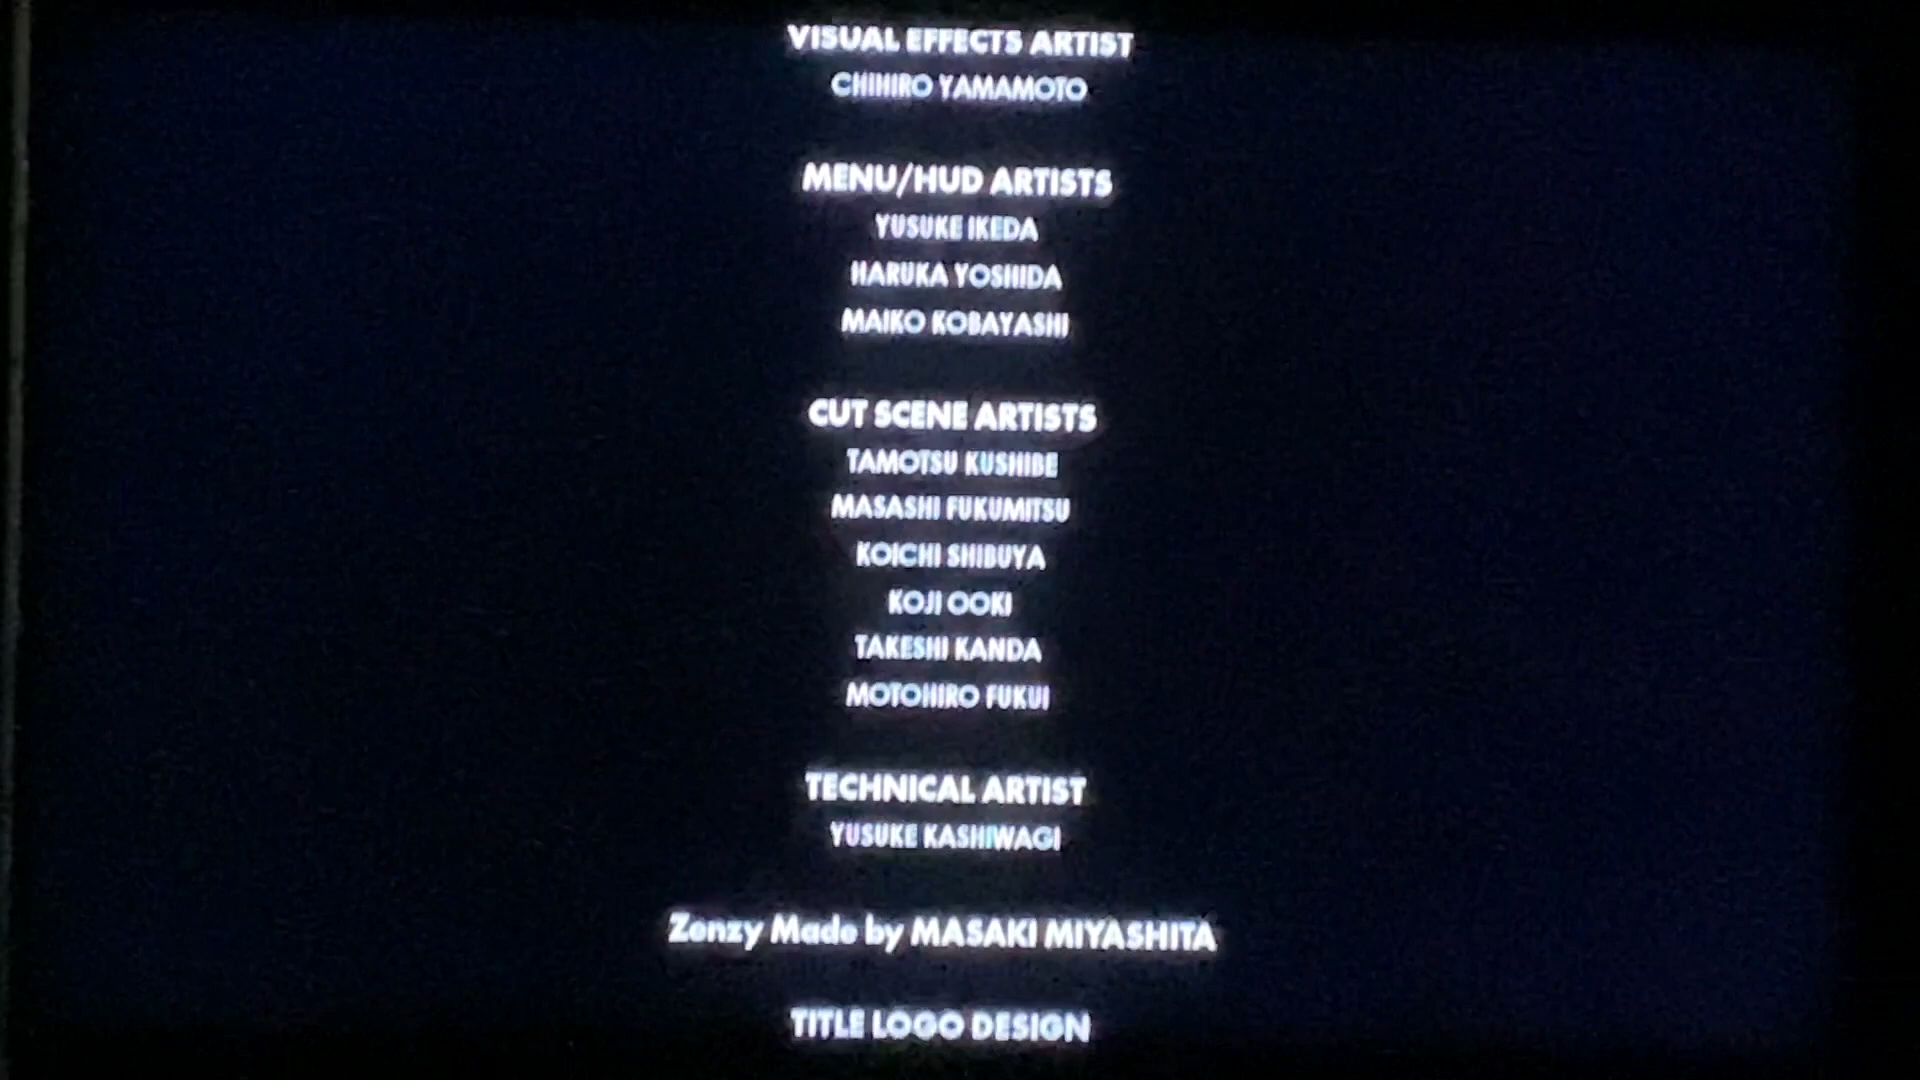 VISUAL EFFECTS ARTIST
CHIHIRO YAMAMOTO
MENU/HUD ARTISTS
YUSUKE IKEDA
HARUKA YOSHIDA
MAIKO KOBAYASHI
CUT SCENE ARTISTS
TAMOTSU KUSHIBE
MASASHI FUKUMITSU
KOICHI SHIBUYA
KOJI OOKI
TAKESHI KANDA
MOTOHIRO FUKUI
TECHNICAL ARTIST
YUSUKE KASHIWAGI
Zenzy Made by MASAKI MIYASHITA
TITLE LOGO DESIGN